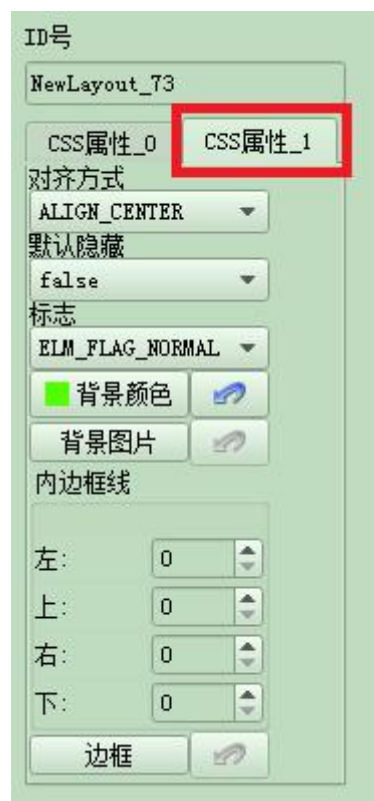 ID号
NewLayout_73
CSS属性_0 CSS属性_1
对齐方式
ALIGN_CENTER
默认隐藏
false
标志
ELM_FLAG_NORMAL
背景颜色
背景图片
内边框线
左: 0
上: 0
右: 0
下: 0
边框